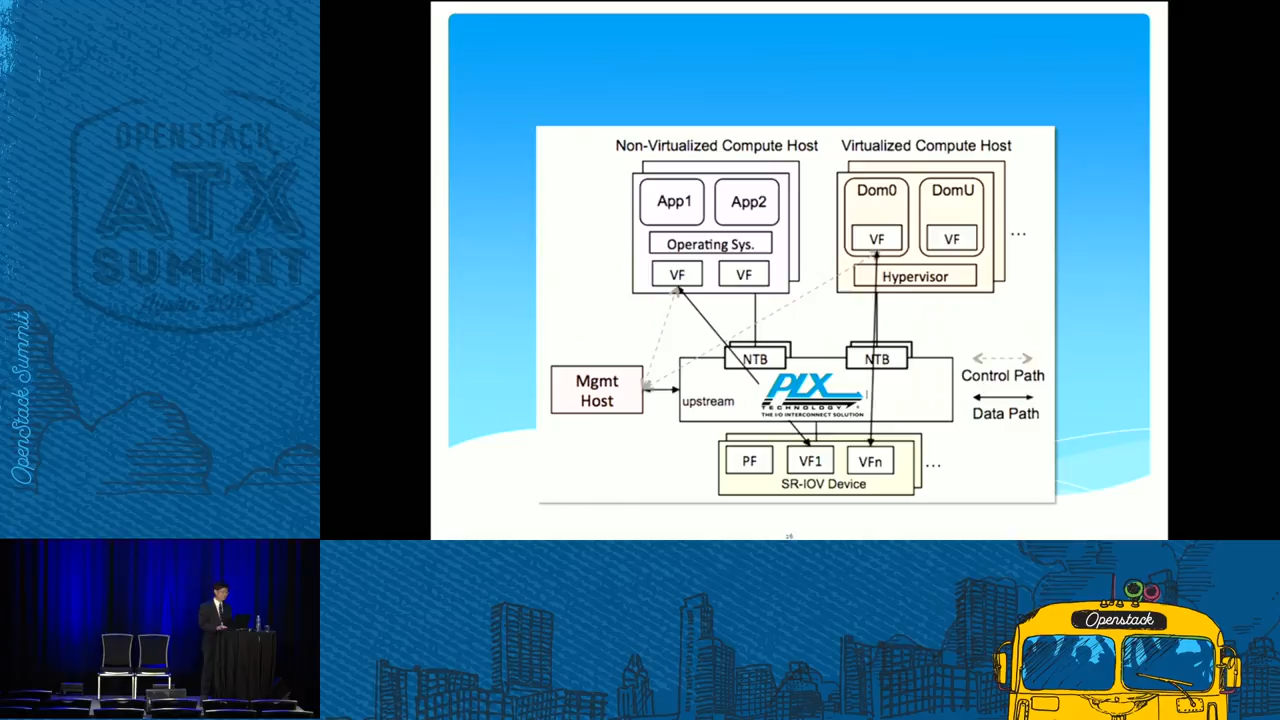 OPENSTACK
ATX
SUMMIT
OpenStack Summit
Non-Virtualized Compute Host
Virtualized Compute Host
App1
App2
Dom0
DomU
Operating Sys.
VF
VF
VF
VF
Hypervisor
...
NTB
NTB
Mgmt
Host
upstream
PLX
TECHNOLOGY
THE I/O INTERCONNECT SOLUTION
Control Path
Data Path
PF
VF1
VFn
...
SR-IOV Device
26
Openstack